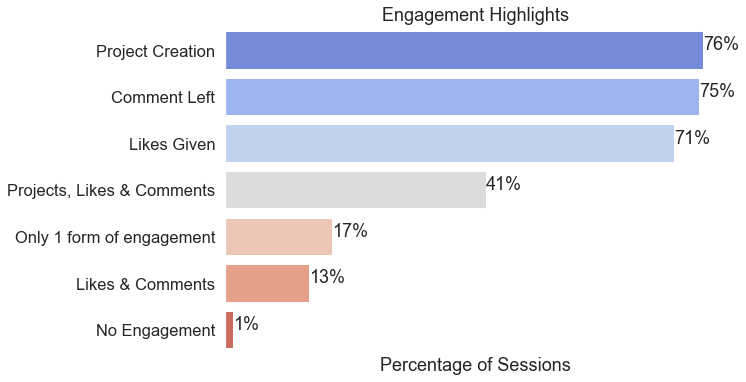 Engagement Highlights
Project Creation 76%
Comment Left 75%
Likes Given 71%
Projects, Likes & Comments 41%
Only 1 form of engagement 17%
Likes & Comments 13%
No Engagement 1%
Percentage of Sessions